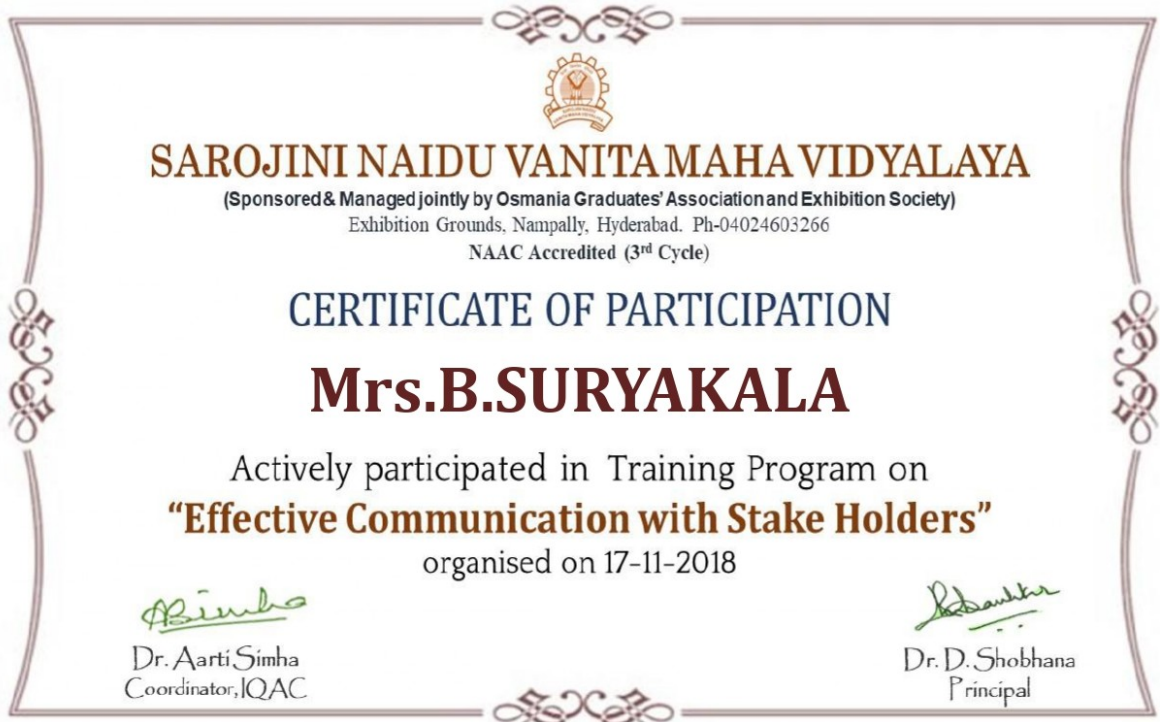 SAROJINI NAIDU VANITA MAHA VIDYALAYA
(Sponsored & Managed jointly by Osmania Graduates' Association and Exhibition Society)
Exhibition Grounds, Nampally, Hyderabad. Ph-04024603266
NAAC Accredited (3rd Cycle)
CERTIFICATE OF PARTICIPATION
Mrs.B.SURYAKALA
Actively participated in Training Program on
“Effective Communication with Stake Holders”
organised on 17-11-2018
Dr. Aarti Simha
Coordinator, IQAC
Dr. D. Shobhana
Principal